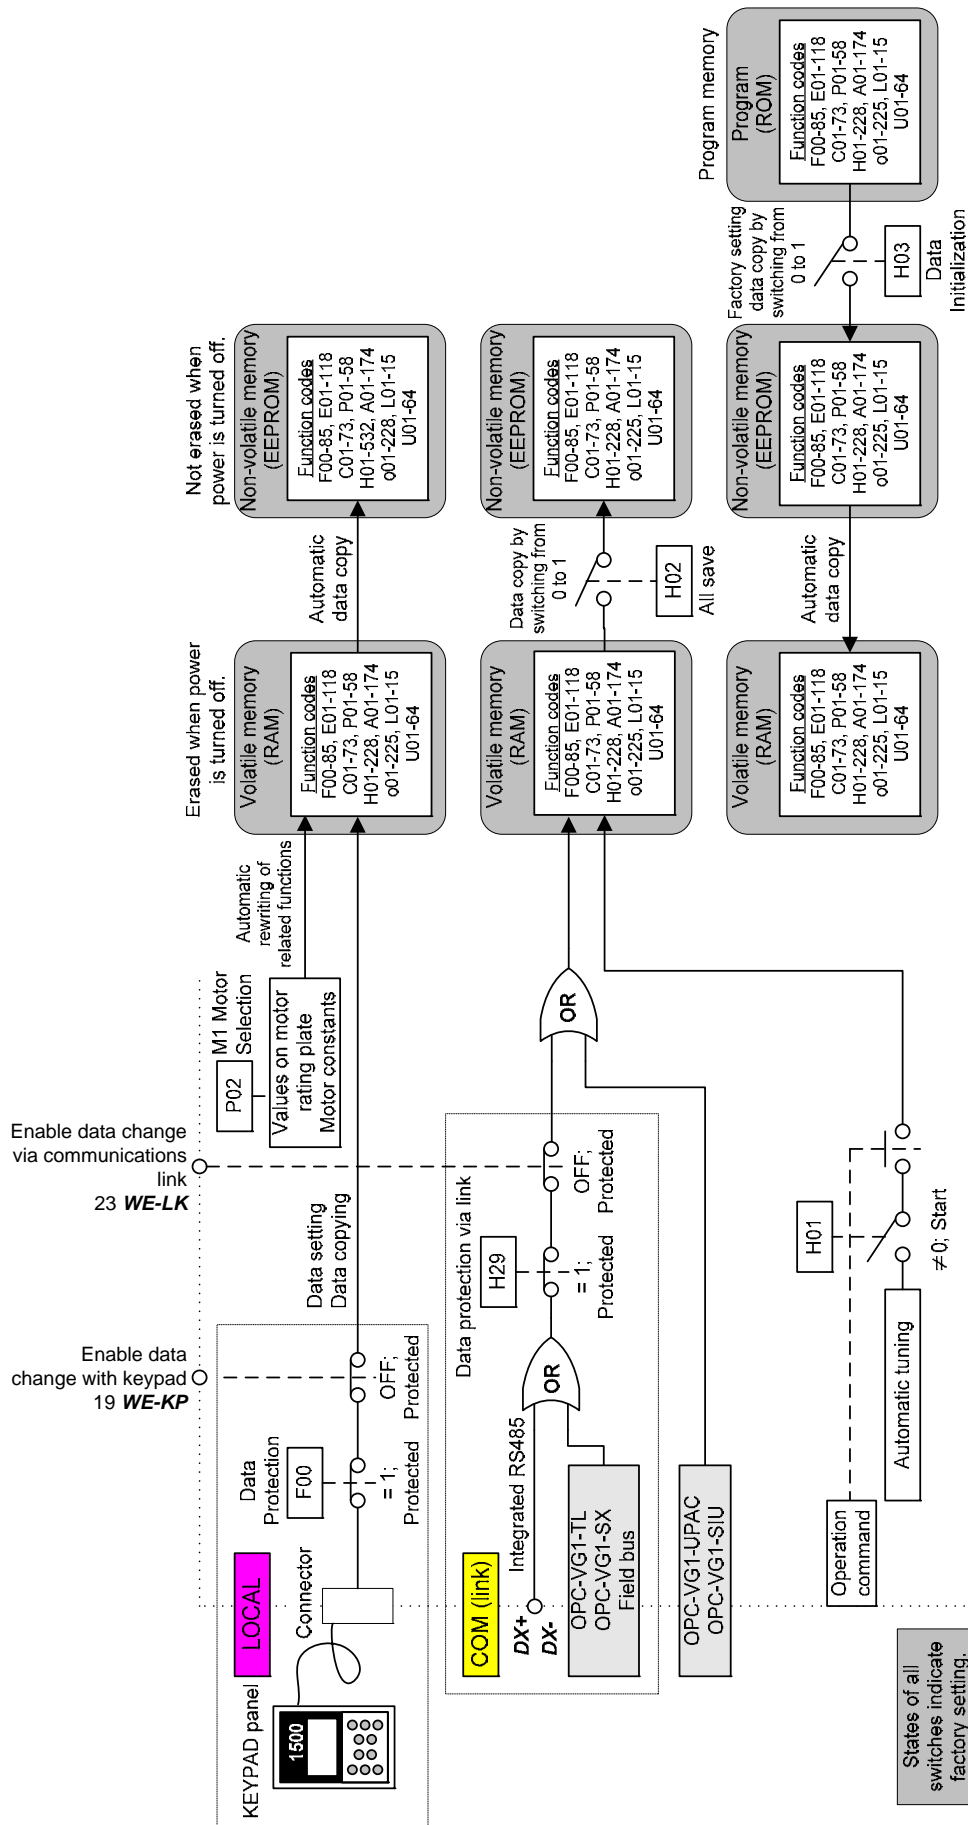 Enable data change
via communications
link
23 WE-LK
Enable data
change with keypad
19 WE-KP
KEYPAD panel
1500
Connector
LOCAL
Data
Protection
F00
= 1;
Protected
OFF;
Protected
Data setting
Data copying
P02
M1 Motor
Selection
Values on motor
rating plate
Motor constants
Automatic
rewriting of
related functions
Erased when power
is turned off.
Volatile memory
(RAM)
Function codes
F00-85, E01-118
C01-73, P01-58
H01-228, A01-174
o01-225, L01-15
U01-64
Automatic
data copy
Not erased when
power is turned off.
Non-volatile memory
(EEPROM)
Function codes
F00-85, E01-118
C01-73, P01-58
H01-532, A01-174
o01-228, L01-15
U01-64
COM (link)
DX+
DX-
Integrated RS485
OPC-VG1-TL
OPC-VG1-SX
Field bus
OR
Data protection via link
H29
= 1;
Protected
OFF;
Protected
OPC-VG1-UPAC
OPC-VG1-SIU
OR
Volatile memory
(RAM)
Function codes
F00-85, E01-118
C01-73, P01-58
H01-228, A01-174
o01-225, L01-15
U01-64
Data copy by
switching from
0 to 1
H02
All save
Non-volatile memory
(EEPROM)
Function codes
F00-85, E01-118
C01-73, P01-58
H01-228, A01-174
o01-225, L01-15
U01-64
Operation
command
Automatic tuning
H01
≠0; Start
Volatile memory
(RAM)
Function codes
F00-85, E01-118
C01-73, P01-58
H01-228, A01-174
o01-225, L01-15
U01-64
Automatic
data copy
Non-volatile memory
(EEPROM)
Function codes
F00-85, E01-118
C01-73, P01-58
H01-228, A01-174
o01-225, L01-15
U01-64
Factory setting
data copy by
switching from
0 to 1
H03
Data
Initialization
Program memory
Program
(ROM)
Function codes
F00-85, E01-118
C01-73, P01-58
H01-228, A01-174
o01-225, L01-15
U01-64
States of all
switches indicate
factory setting.